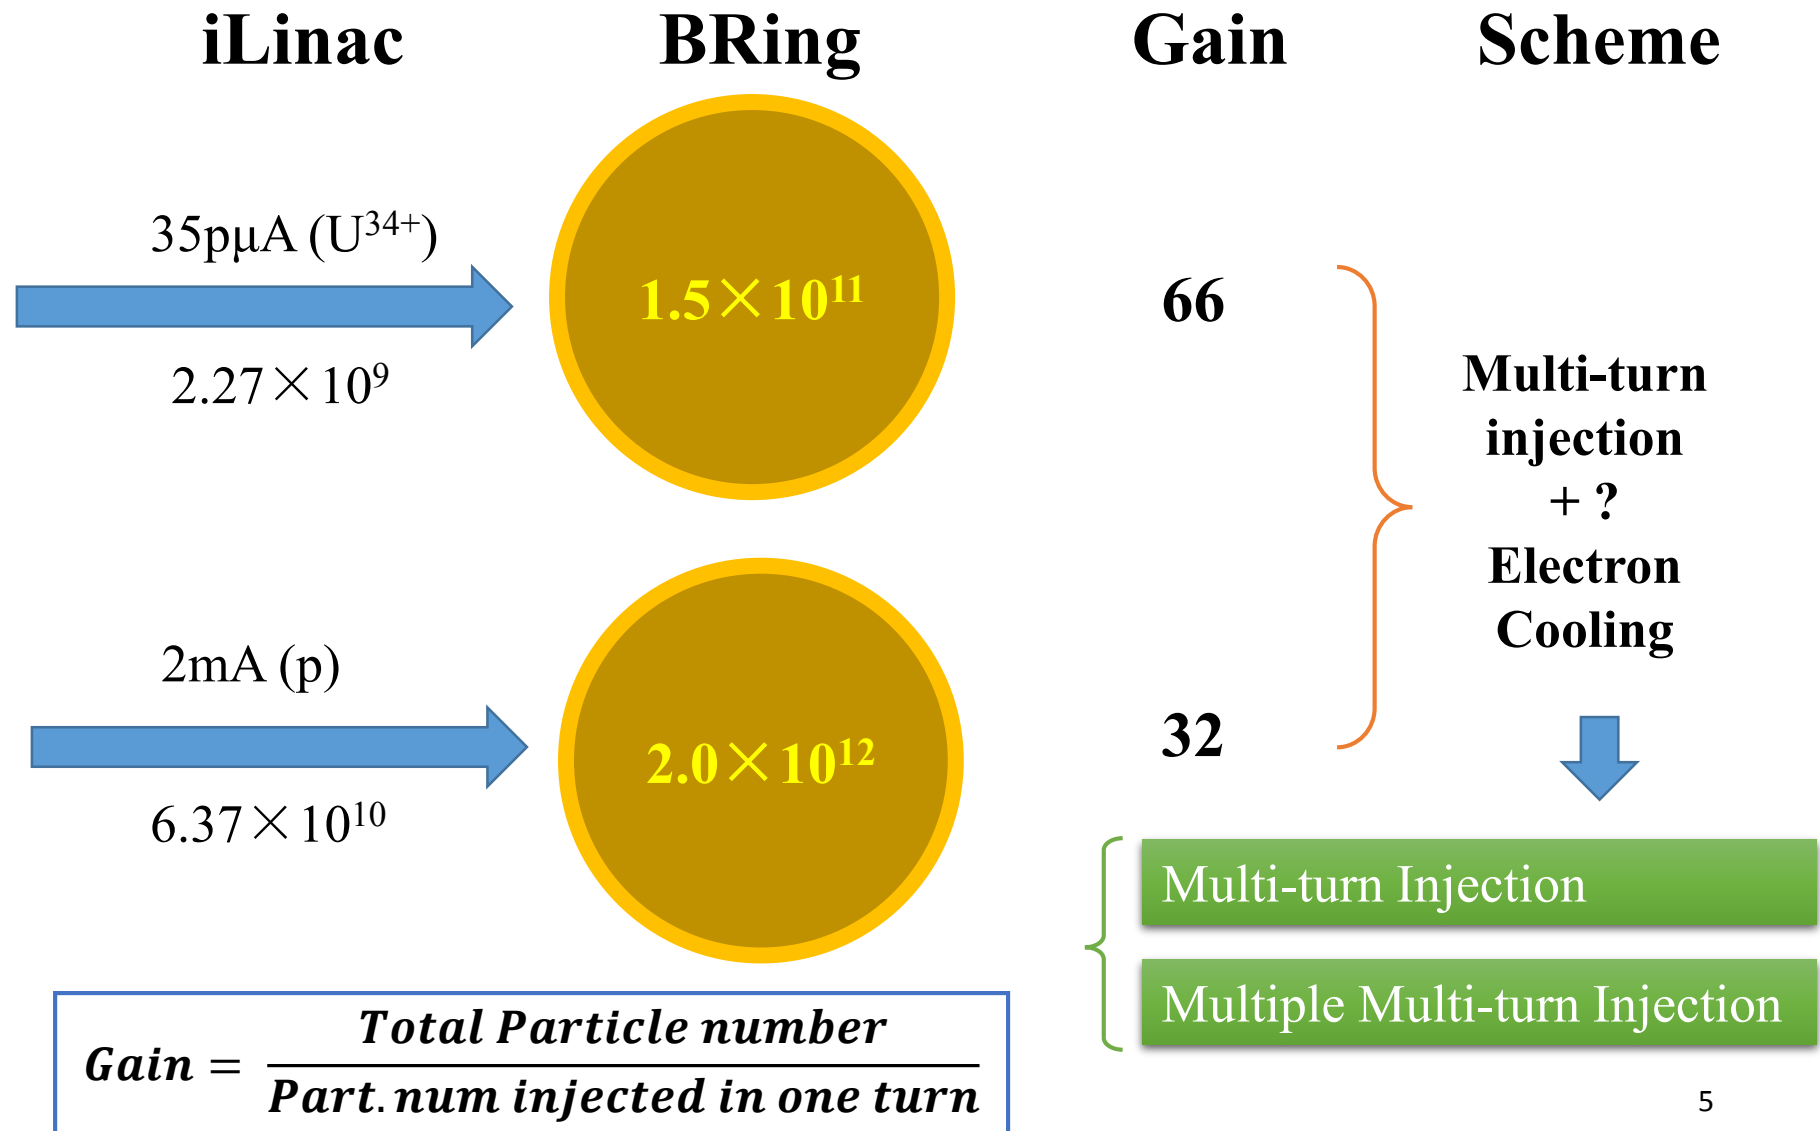 iLinac BRing Gain Scheme
35pμA (U³⁴⁺)
2.27×10⁹
1.5×10¹¹
66
Multi-turn
injection
+ ?
Electron
Cooling
2mA (p)
6.37×10¹⁰
2.0×10¹²
32
Multi-turn Injection
Multiple Multi-turn Injection
Gain = Total Particle number / Part. num injected in one turn
5